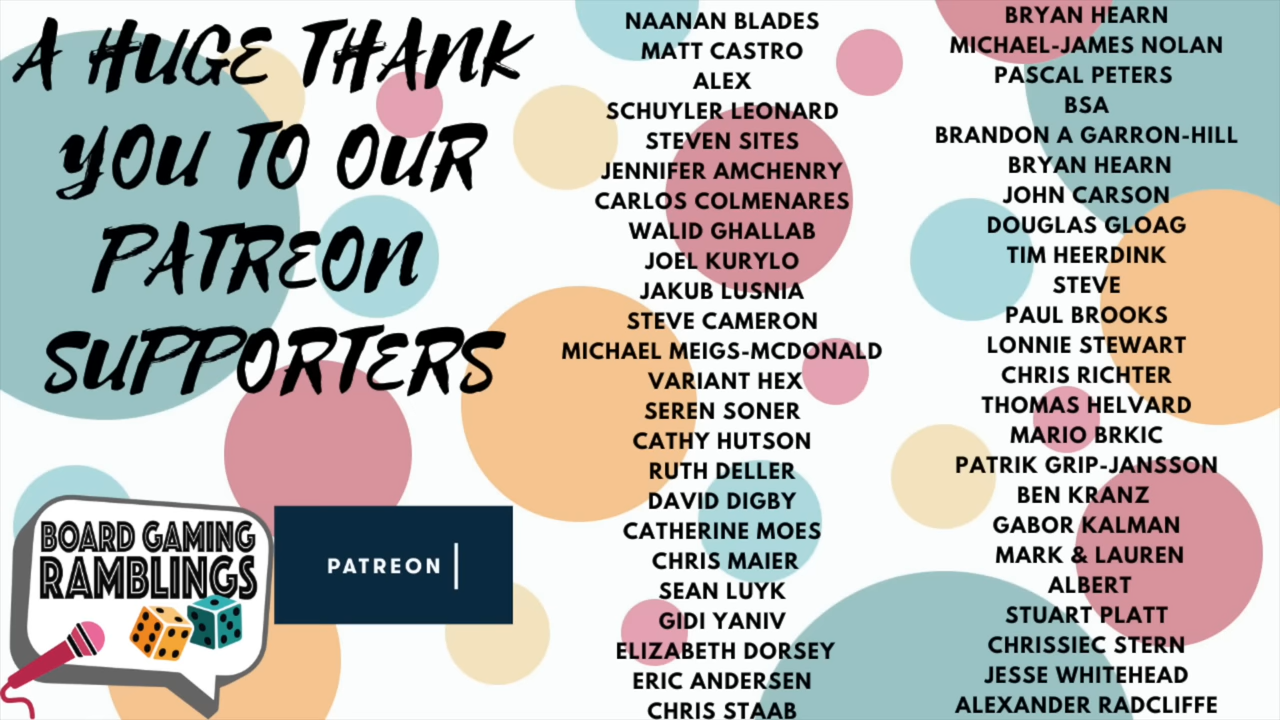 A HUGE THANK
YOU TO OUR
PATREON
SUPPORTERS
BOARD GAMING
RAMBLINGS
PATREON
NAANAN BLADES
MATT CASTRO
ALEX
SCHUYLER LEONARD
STEVEN SITES
JENNIFER AMCHENRY
CARLOS COLMENARES
WALID GHALLAB
JOEL KURYLO
JAKUB LUSNIA
STEVE CAMERON
MICHAEL MEIGS-MCDONALD
VARIANT HEX
SEREN SONER
CATHY HUTSON
RUTH DELLER
DAVID DIGBY
CATHERINE MOES
CHRIS MAIER
SEAN LUYK
GIDI YANIV
ELIZABETH DORSEY
ERIC ANDERSEN
CHRIS STAAB
BRYAN HEARN
MICHAEL-JAMES NOLAN
PASCAL PETERS
BSA
BRANDON A GARRON-HILL
BRYAN HEARN
JOHN CARSON
DOUGLAS GLOAG
TIM HEERDINK
STEVE
PAUL BROOKS
LONNIE STEWART
CHRIS RICHTER
THOMAS HELVARD
MARIO BRKIC
PATRIK GRIP-JANSSON
BEN KRANZ
GABOR KALMAN
MARK & LAUREN
ALBERT
STUART PLATT
CHRISSIEC STERN
JESSE WHITEHEAD
ALEXANDER RADCLIFFE